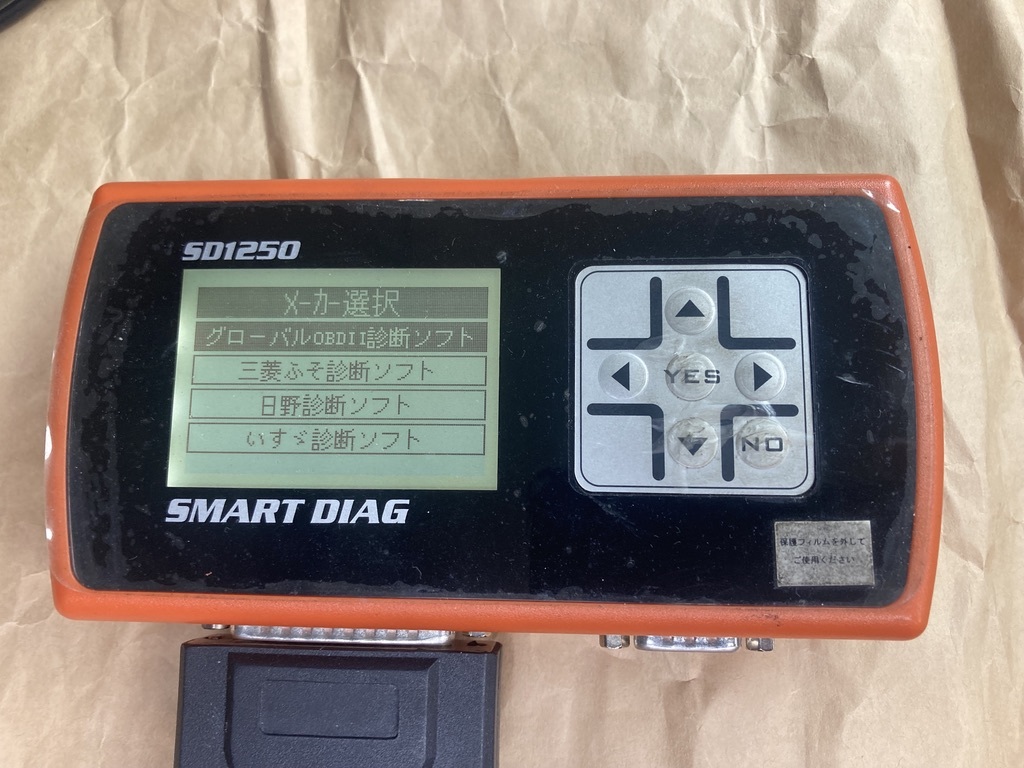 SD1250
メーカー選択
グローバルOBDII診断ソフト
三菱ふそ診断ソフト
日野診断ソフト
いすゞ診断ソフト
SMART DIAG
YES
NO
保護フィルムを外して
ご使用ください